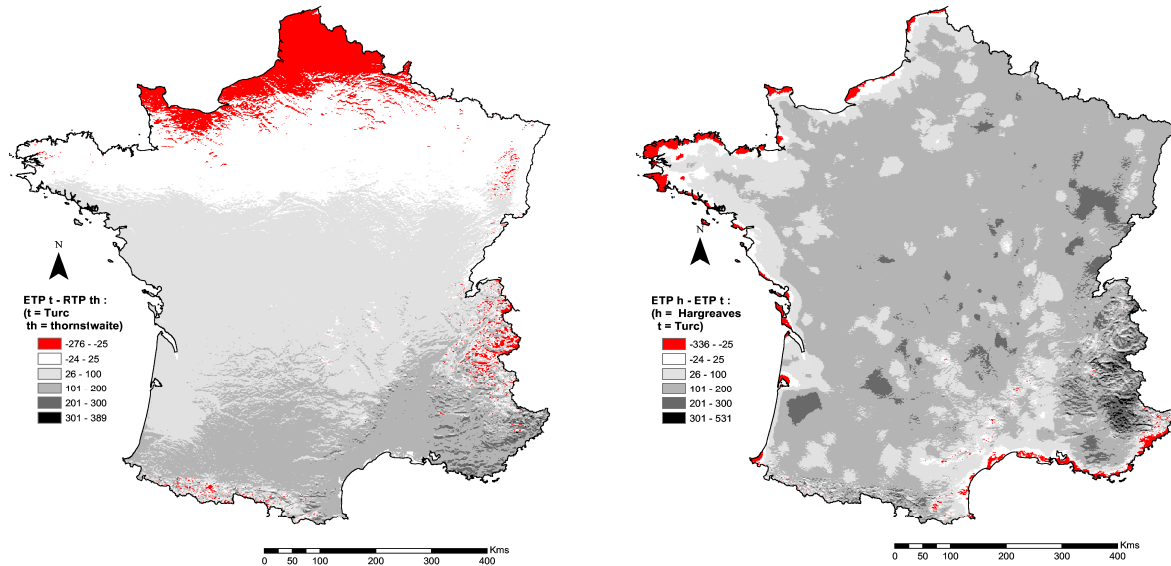 N
ETP t - RTP th :
(t = Turc
th = thornslwaite)
-276 - -25
-24 - 25
26 - 100
101 - 200
201 - 300
301 - 389
Kms
0 50 100 200 300 400
N
ETP h - ETP t :
(h = Hargreaves
t = Turc)
-336 - -25
-24 - 25
26 - 100
101 - 200
201 - 300
301 - 531
Kms
0 50 100 200 300 400